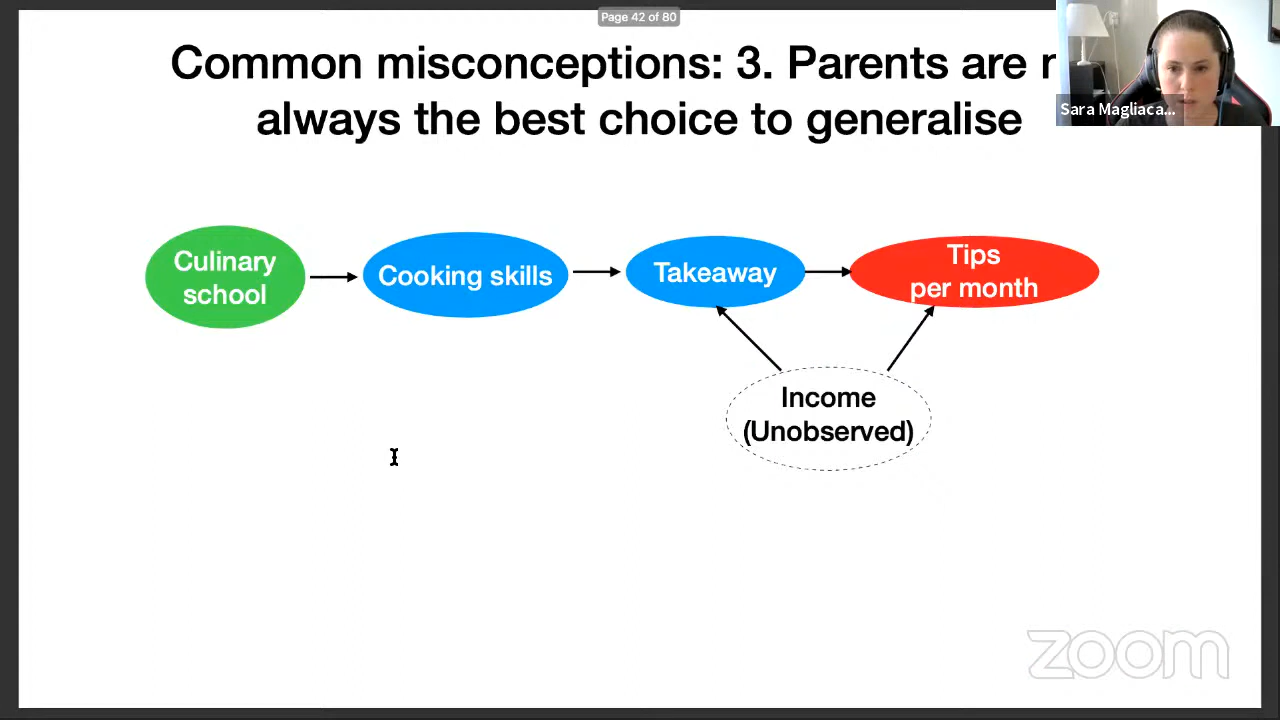 Page 42 of 80
Common misconceptions: 3. Parents are
always the best choice to generalise
Sara Magliaca...
Culinary
school
Cooking skills
Takeaway
Tips
per month
Income
(Unobserved)
zoom